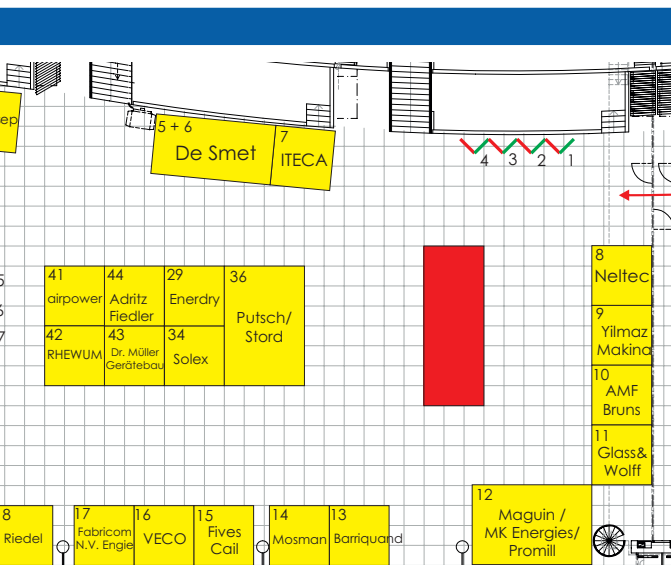 ep
5 + 6
De Smet
7
ITECA
4 3 2 1
8
Neltec
41
airpower
44
Adritz
Fiedler
29
Enerdry
36
Putsch/
Stord
42
RHEWUM
43
Dr. Müller
Gerätebau
34
Solex
9
Yilmaz
Makina
10
AMF
Bruns
11
Glass&
Wolff
12
Maguin /
MK Energies/
Promill
8
Riedel
17
Fabricom
N.V. Engie
16
VECO
15
Fives
Cail
14
Mosman
13
Barriquand